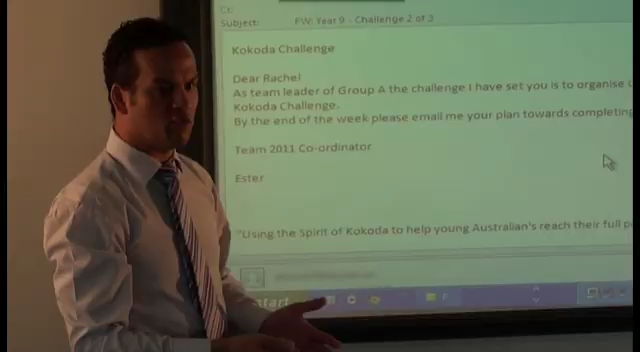 Cc:
Subject: FW: Year 9 - Challenge 2 of 3
Kokoda Challenge
Dear Rachel
As team leader of Group A the challenge I have set you is to organise
Kokoda Challenge.
By the end of the week please email me your plan towards completing
Team 2011 Co-ordinator
Ester
"Using the Spirit of Kokoda to help young Australian's reach their full
start